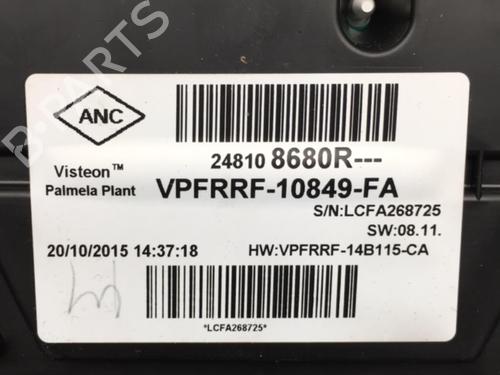 B-PARTS
ANC
Visteon™
Palmela Plant
24810 8680R---
VPFRRF-10849-FA
S/N:LCFA268725
SW:08.11.
20/10/2015 14:37:18
HW:VPFRRF-14B115-CA
*LCFA268725*